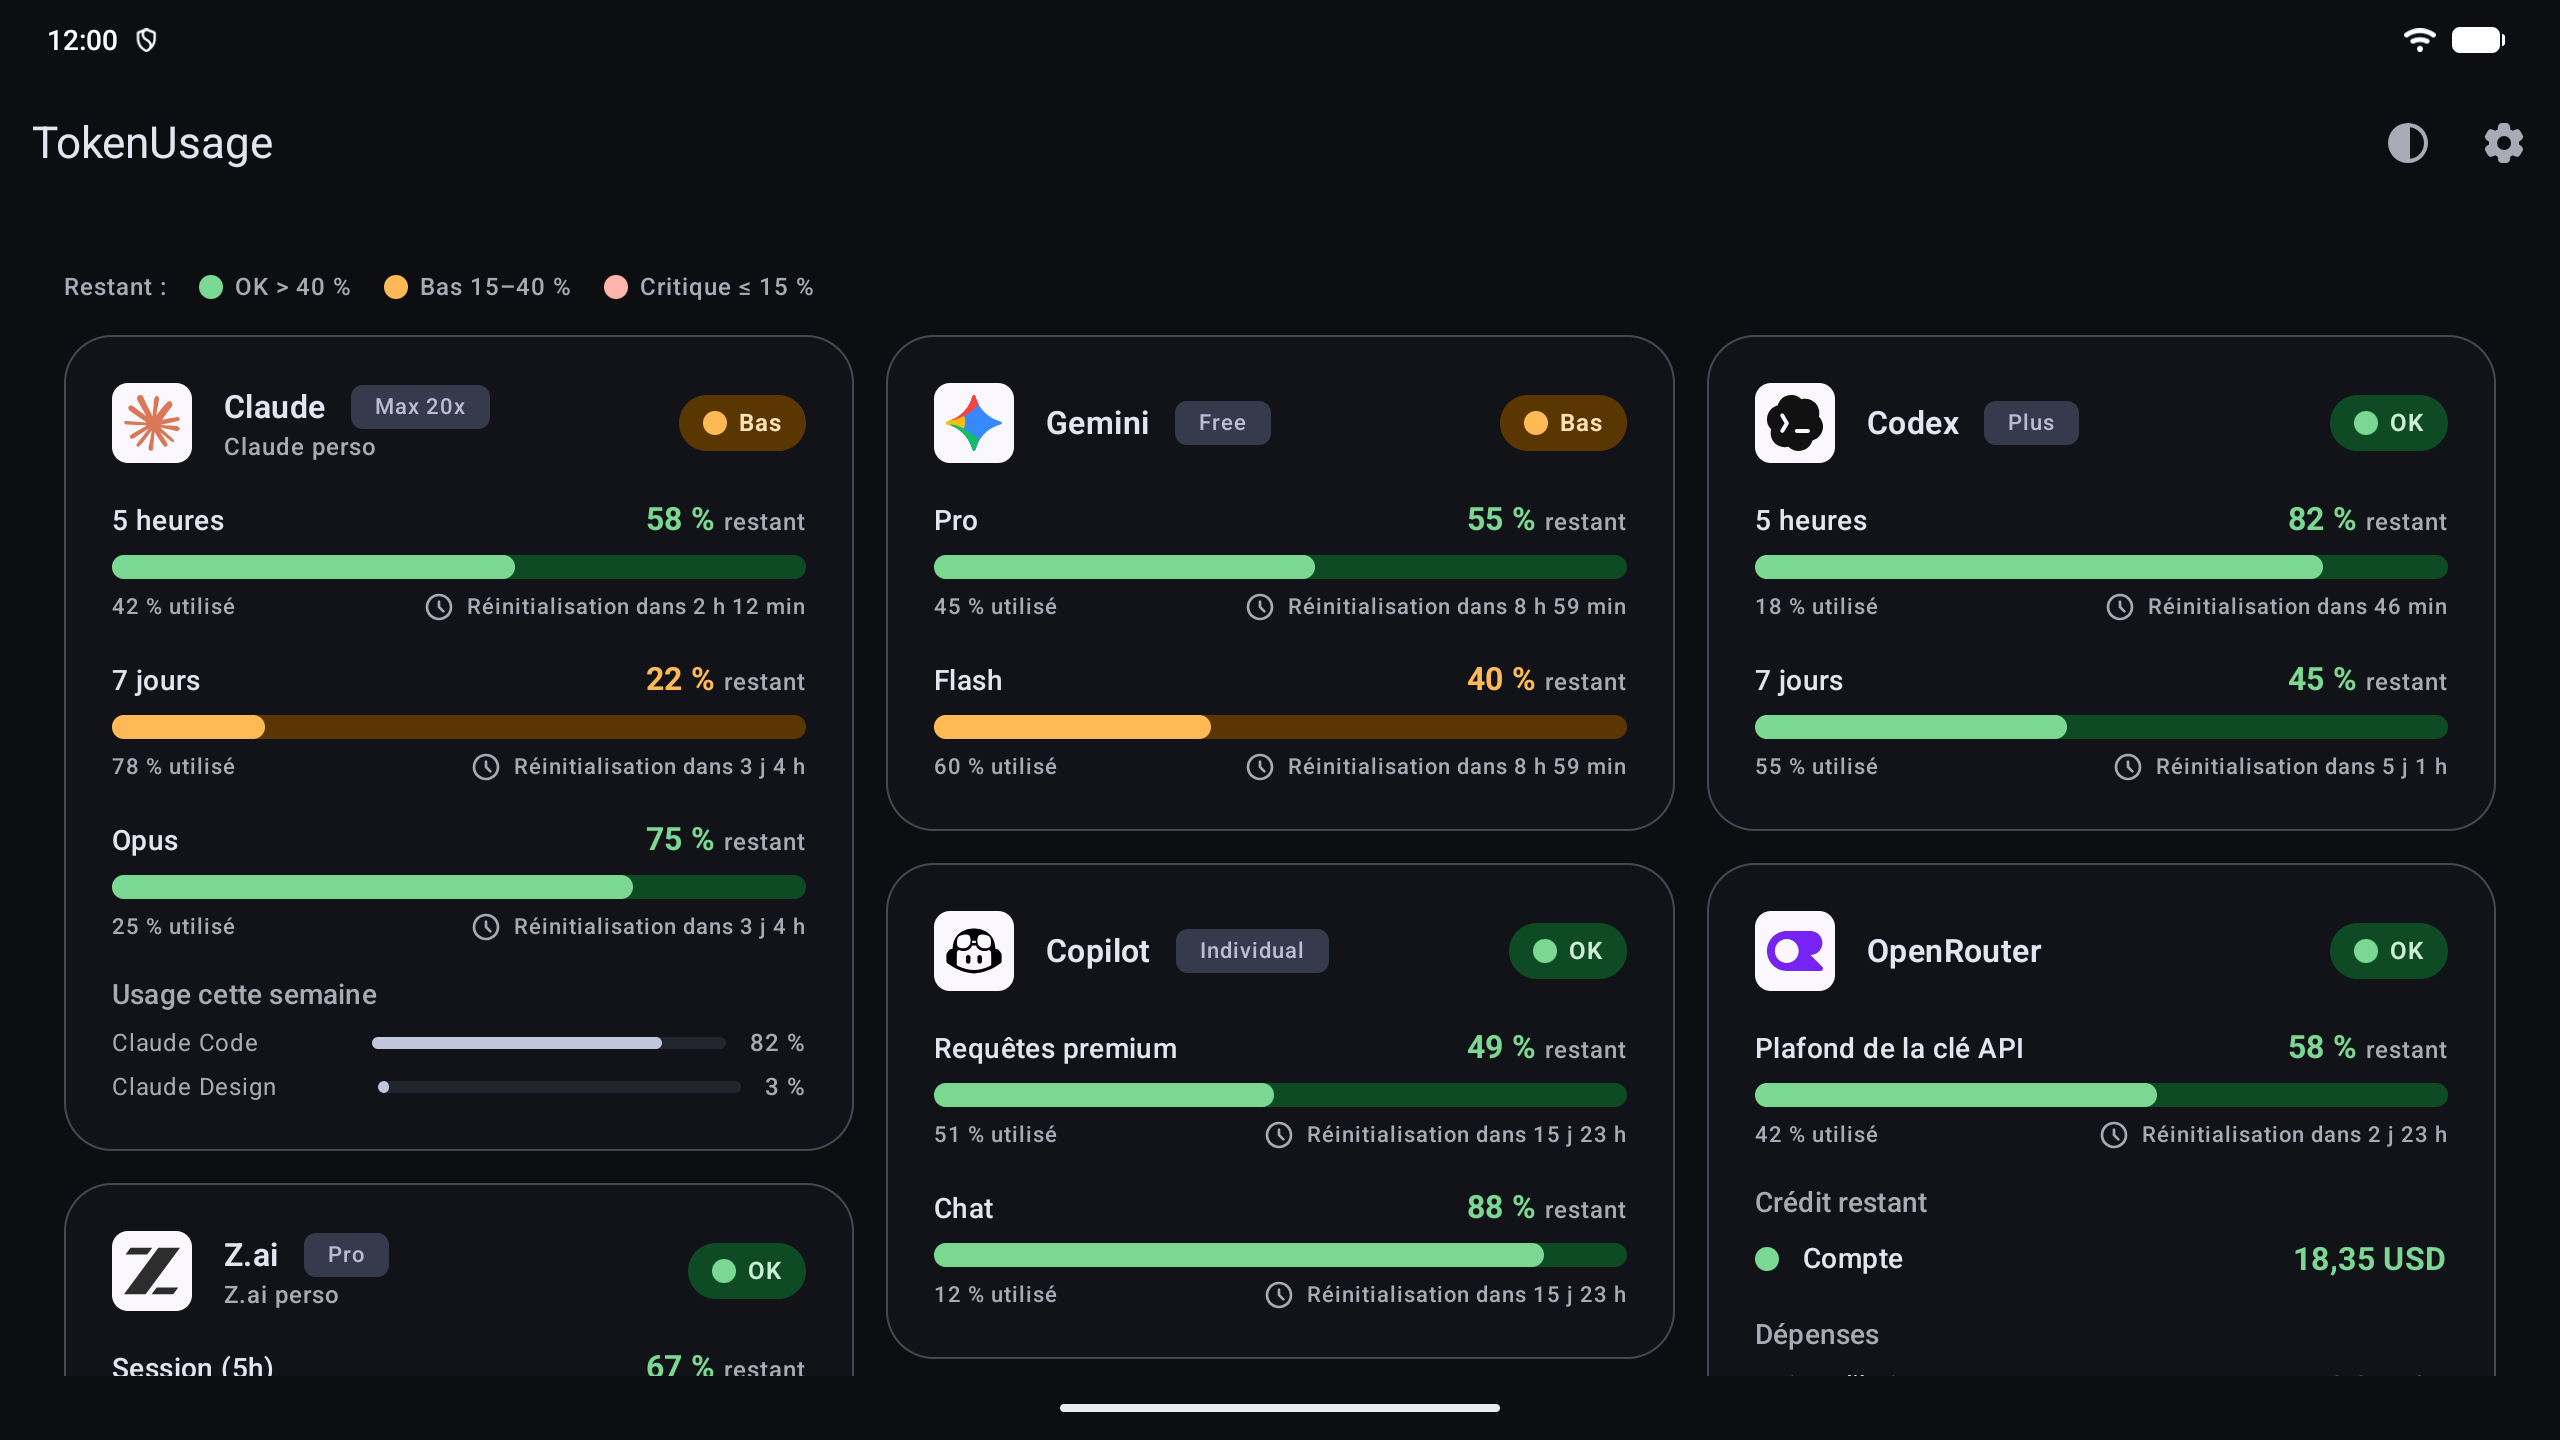 12:00
TokenUsage
Restant : OK > 40 % Bas 15–40 % Critique ≤ 15 %
Claude Max 20x Bas
Claude perso
5 heures 58 % restant
42 % utilisé Réinitialisation dans 2 h 12 min
7 jours 22 % restant
78 % utilisé Réinitialisation dans 3 j 4 h
Opus 75 % restant
25 % utilisé Réinitialisation dans 3 j 4 h
Usage cette semaine
Claude Code 82 %
Claude Design 3 %
Z.ai Pro OK
Z.ai perso
Session (5h) 67 % restant
Gemini Free Bas
Pro 55 % restant
45 % utilisé Réinitialisation dans 8 h 59 min
Flash 40 % restant
60 % utilisé Réinitialisation dans 8 h 59 min
Copilot Individual OK
Requêtes premium 49 % restant
51 % utilisé Réinitialisation dans 15 j 23 h
Chat 88 % restant
12 % utilisé Réinitialisation dans 15 j 23 h
Codex Plus OK
5 heures 82 % restant
18 % utilisé Réinitialisation dans 46 min
7 jours 45 % restant
55 % utilisé Réinitialisation dans 5 j 1 h
OpenRouter OK
Plafond de la clé API 58 % restant
42 % utilisé Réinitialisation dans 2 j 23 h
Crédit restant
Compte 18,35 USD
Dépenses